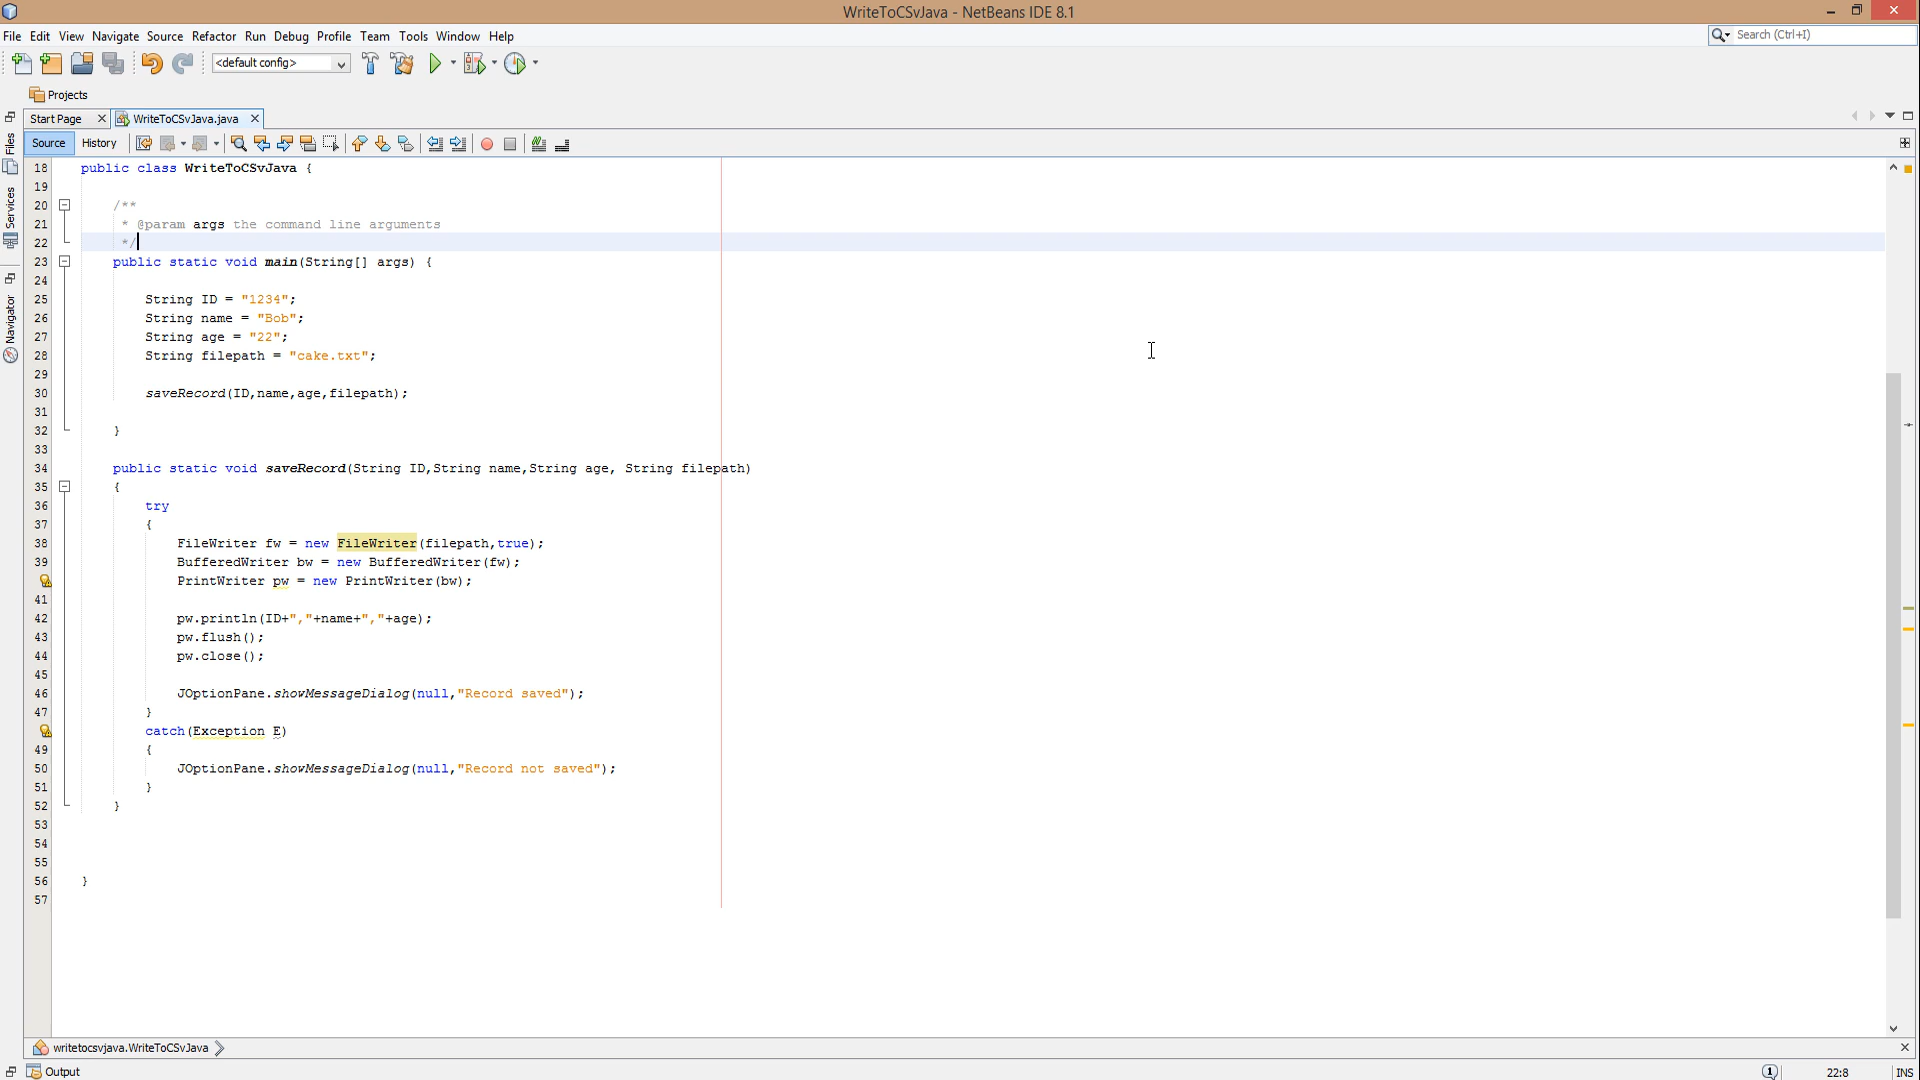 WriteToCSvJava - NetBeans IDE 8.1
File Edit View Navigate Source Refactor Run Debug Profile Team Tools Window Help
Search (Ctrl+I)
<default config>
Projects
Start Page
WriteToCSvJava.java
Source History
Files
Services
Navigator
18 public class WriteToCSvJava {
19
20 /**
21 * @param args the command line arguments
22 */
23 public static void main(String[] args) {
24
25 String ID = "1234";
26 String name = "Bob";
27 String age = "22";
28 String filepath = "cake.txt";
29
30 saveRecord(ID,name,age,filepath);
31
32 }
33
34 public static void saveRecord(String ID,String name,String age, String filepath)
35 {
36 try
37 {
38 FileWriter fw = new FileWriter(filepath,true);
39 BufferedWriter bw = new BufferedWriter(fw);
PrintWriter pw = new PrintWriter(bw);
41
42 pw.println(ID+","+name+","+age);
43 pw.flush();
44 pw.close();
45
46 JOptionPane.showMessageDialog(null,"Record saved");
47 }
catch(Exception E)
49 {
50 JOptionPane.showMessageDialog(null,"Record not saved");
51 }
52 }
53
54
55
56 }
57
writetocsvjava.WriteToCSvJava
Output
1
22:8
INS